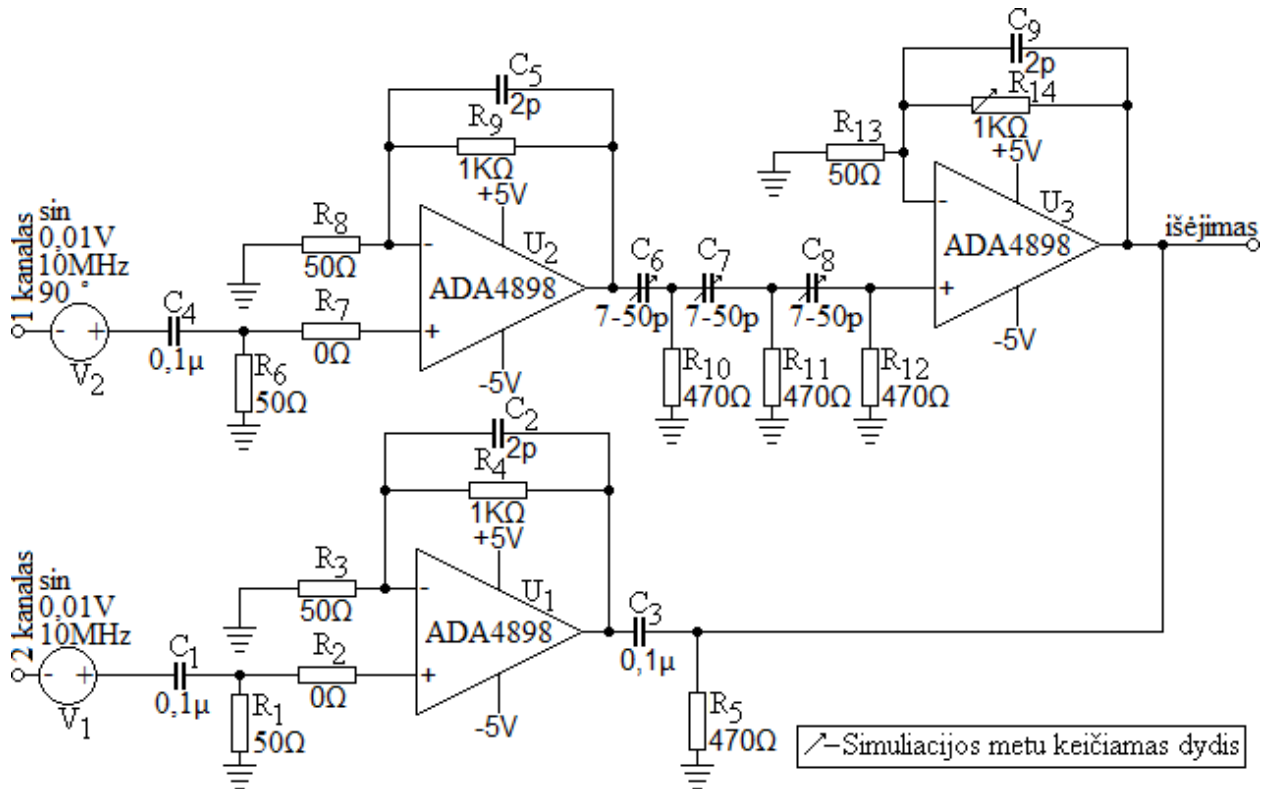 C9
2p
R14
1KΩ
+5V
R13
50Ω
-
+
U3
ADA4898
-5V
išėjimas
C5
2p
R9
1KΩ
+5V
R8
50Ω
-
+
U2
ADA4898
-5V
1 kanalas
sin
0,01V
10MHz
90 °
-
+
V2
C4
0,1µ
R6
50Ω
R7
0Ω
C6
7-50p
C7
7-50p
C8
7-50p
R10
470Ω
R11
470Ω
R12
470Ω
C2
2p
R4
1KΩ
+5V
R3
50Ω
-
+
U1
ADA4898
-5V
2 kanalas
sin
0,01V
10MHz
-
+
V1
C1
0,1µ
R1
50Ω
R2
0Ω
C3
0,1µ
R5
470Ω
–Simuliacijos metu keičiamas dydis